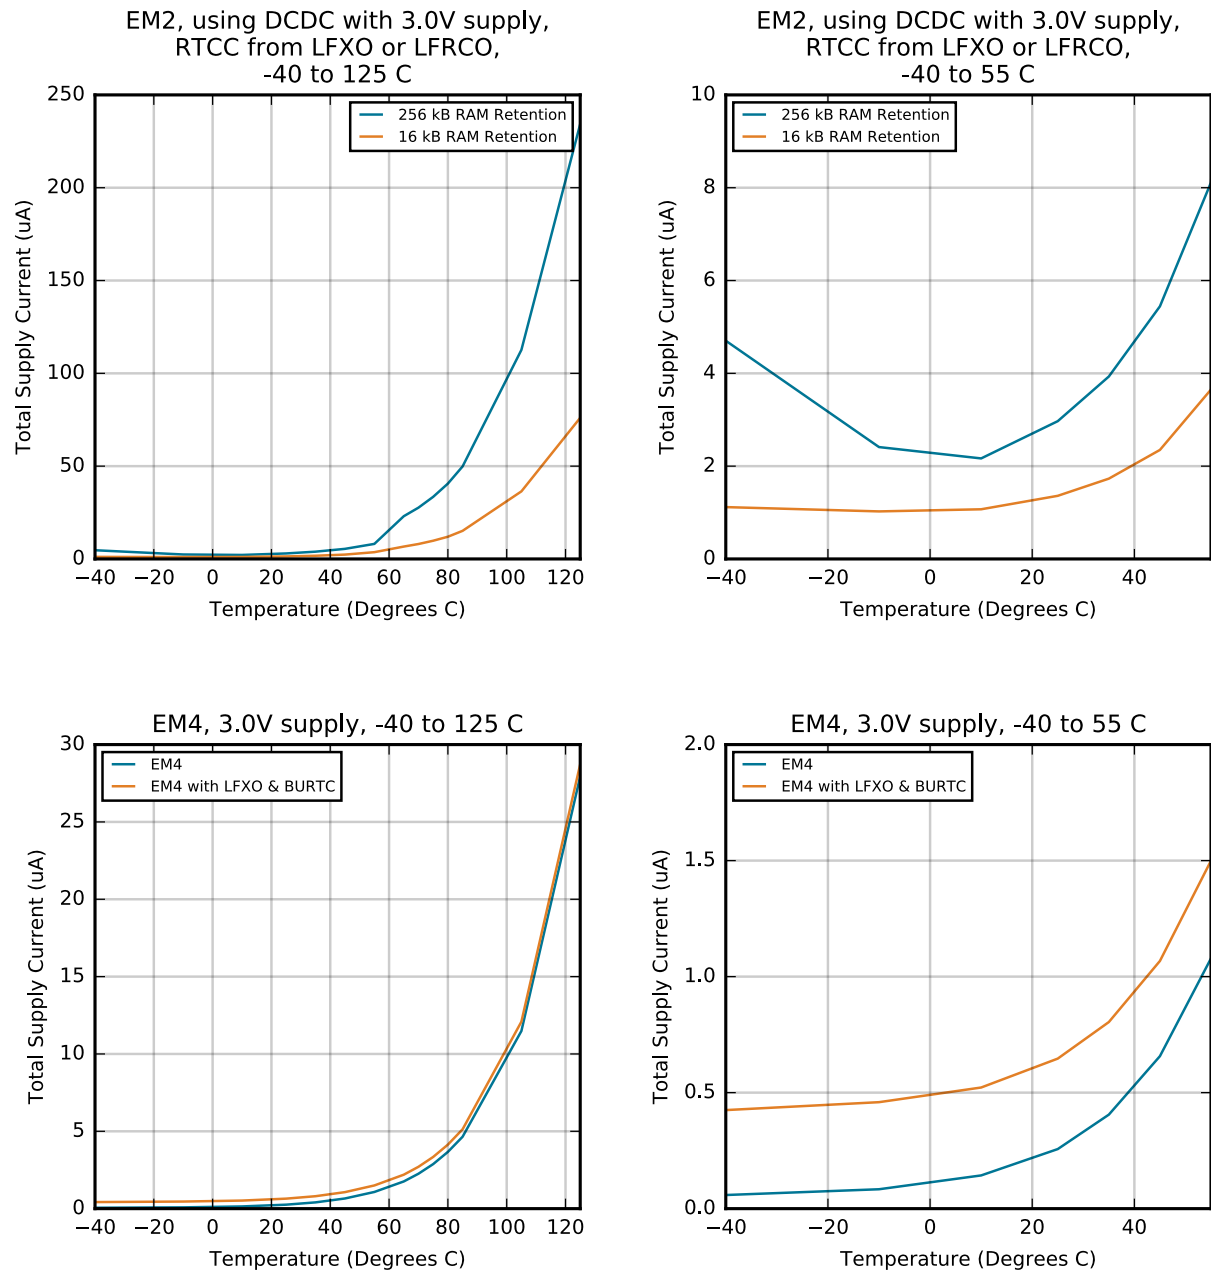 EM2, using DCDC with 3.0V supply,
RTCC from LFXO or LFRCO,
-40 to 125 C
250
200
150
100
50
0
Total Supply Current (uA)
256 kB RAM Retention
16 kB RAM Retention
−40 −20 0 20 40 60 80 100 120
Temperature (Degrees C)
EM2, using DCDC with 3.0V supply,
RTCC from LFXO or LFRCO,
-40 to 55 C
10
8
6
4
2
0
Total Supply Current (uA)
256 kB RAM Retention
16 kB RAM Retention
−40 −20 0 20 40
Temperature (Degrees C)
EM4, 3.0V supply, -40 to 125 C
30
25
20
15
10
5
0
Total Supply Current (uA)
EM4
EM4 with LFXO & BURTC
−40 −20 0 20 40 60 80 100 120
Temperature (Degrees C)
EM4, 3.0V supply, -40 to 55 C
2.0
1.5
1.0
0.5
0.0
Total Supply Current (uA)
EM4
EM4 with LFXO & BURTC
−40 −20 0 20 40
Temperature (Degrees C)